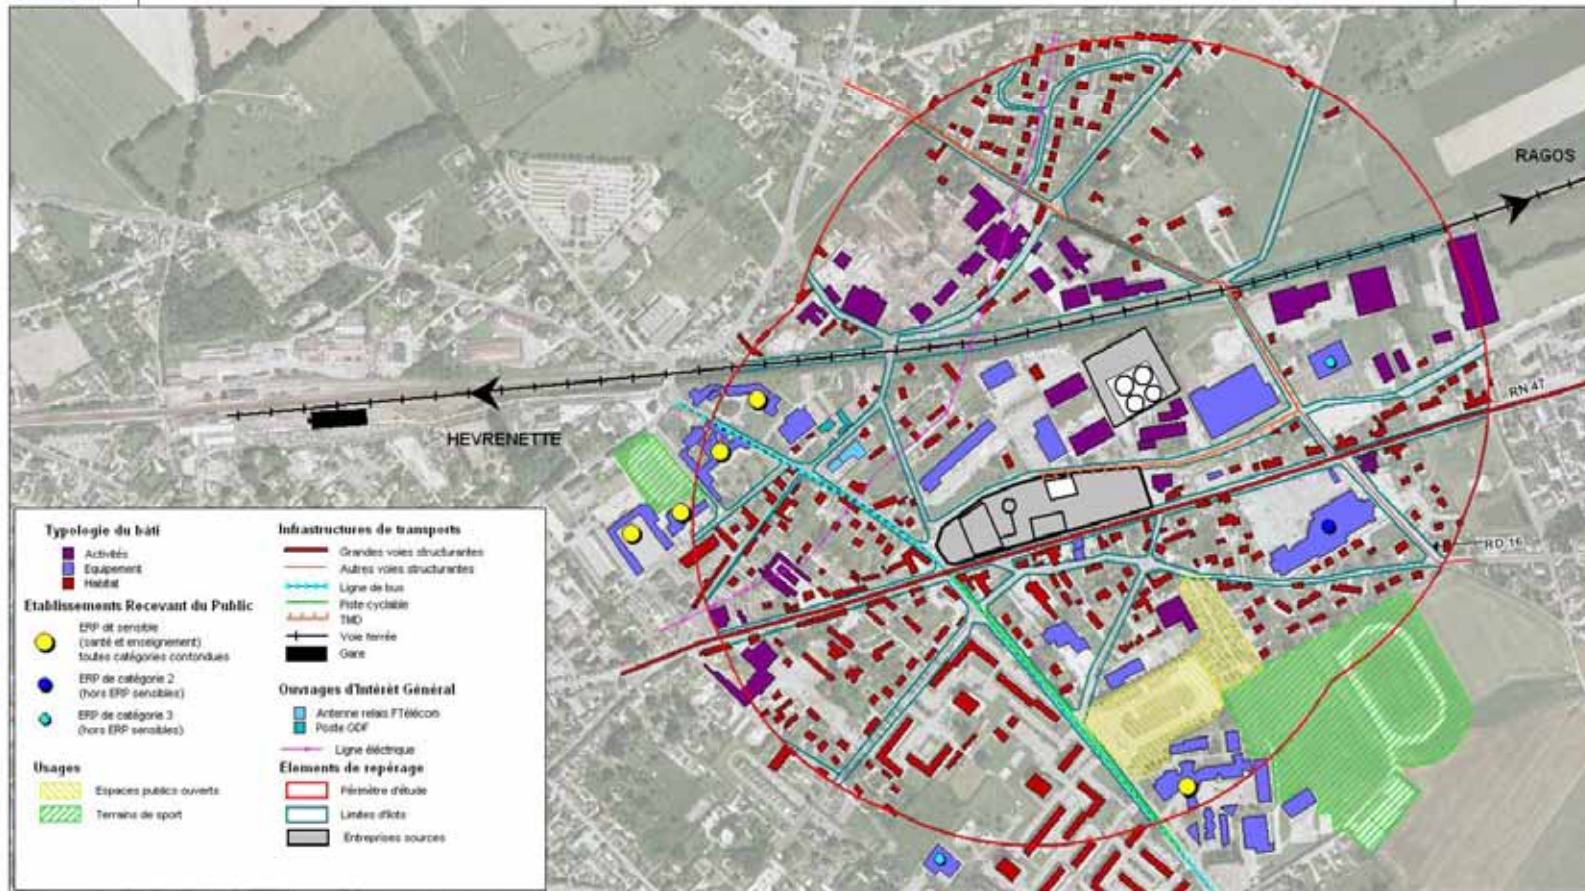 RAGOS
RN 47
HEVRENETTE
RD 16
Typologie du bâti
Activités
Equipement
Habitat
Etablissements Recevant du Public
ERP dit sensible
(santé et enseignement)
toutes catégories confondues
ERP de catégorie 2
(hors ERP sensibles)
ERP de catégorie 3
(hors ERP sensibles)
Usages
Espaces publics ouverts
Terrains de sport
Infrastructures de transports
Grandes voies structurantes
Autres voies structurantes
Ligne de bus
Piste cyclable
TMD
Voie ferrée
Gare
Ouvrages d'Intérêt Général
Antenne relais FTélécom
Poste GDF
Ligne éléctrique
Élements de repérage
Périmètre d'étude
Limites d'îlots
Entreprises sources